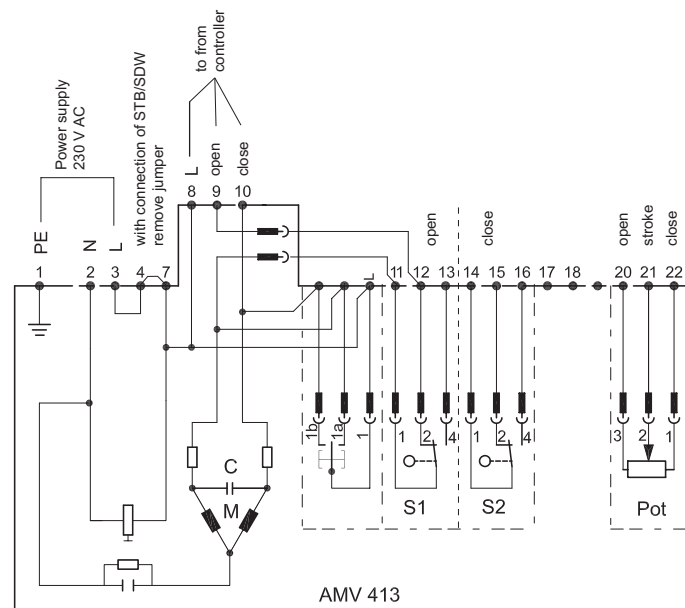 to from
controller
Power supply
230 V AC
with connection of STB/SDW
remove jumper
L
open
close
PE
N
L
8
9
10
1
2
3
4
7
open
close
open
stroke
close
L
11
12
13
14
15
16
17
18
20
21
22
1b
1a
1
1
2
4
1
2
4
3
2
1
C
M
S1
S2
Pot
AMV 413